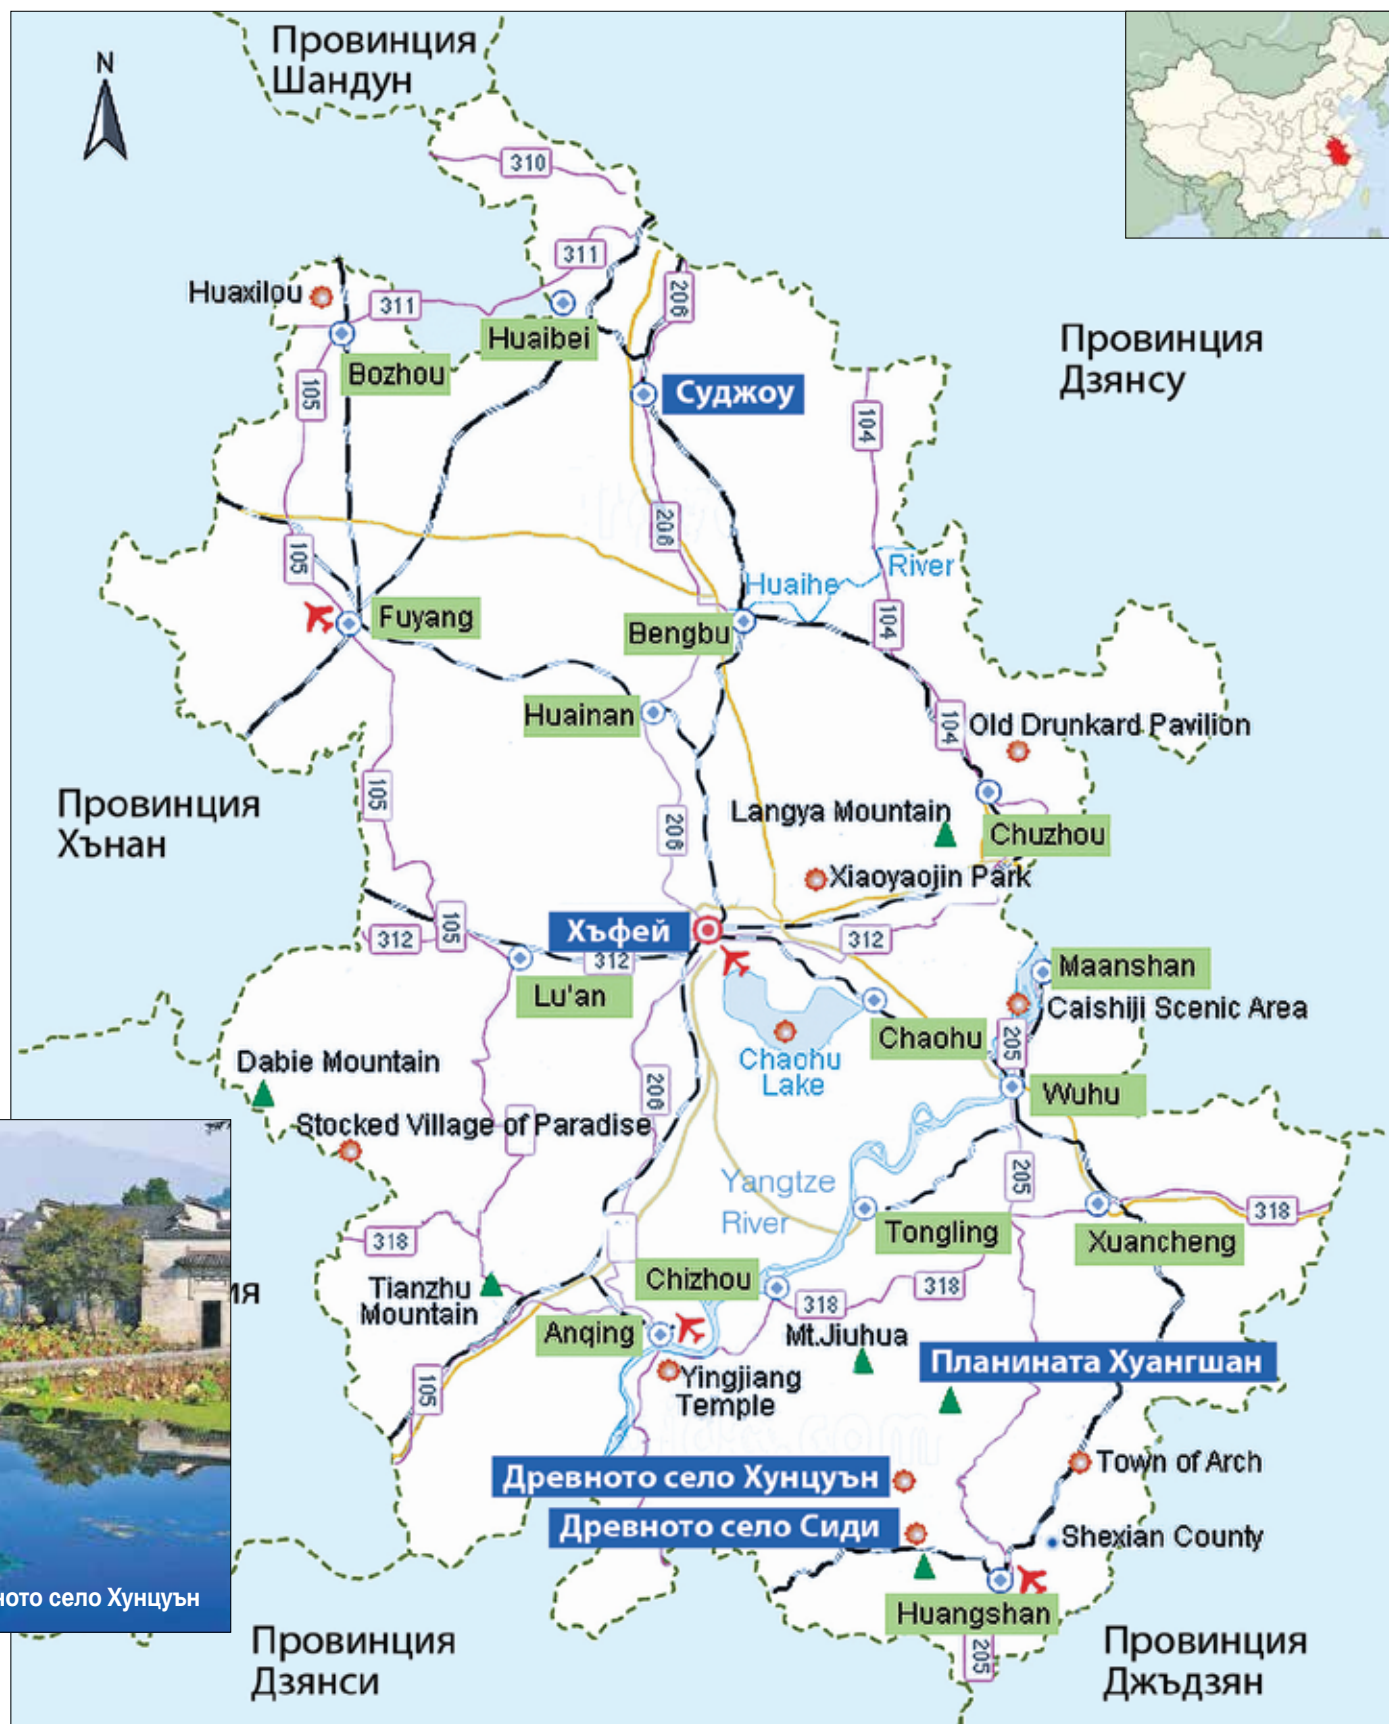 Провинция
Шандун
N
310
311
Huaxilou
311
206
Huaibei
Bozhou
Провинция
Дзянсу
105
Суджоу
104
206
105
Huaihe
River
Fuyang
Bengbu
104
Huainan
104
Old Drunkard Pavilion
105
Провинция
Хънан
Langya Mountain
206
Chuzhou
Xiaoyaojin Park
Хъфей
105
312
312
312
Maanshan
Lu'an
Caishiji Scenic Area
Chaohu
205
Chaohu
Lake
Dabie Mountain
206
Wuhu
Stocked Village of Paradise
205
Yangtze
River
318
Tongling
Xuancheng
318
ия
Chizhou
318
318
Tianzhu
Mountain
Anqing
Mt.Jiuhua
Планината Хуангшан
105
Yingjiang
Temple
Town of Arch
Древното село Хунцуън
Древното село Сиди
Shexian County
ното село Хунцуън
Huangshan
Провинция
Дзянси
205
Провинция
Джъдзян